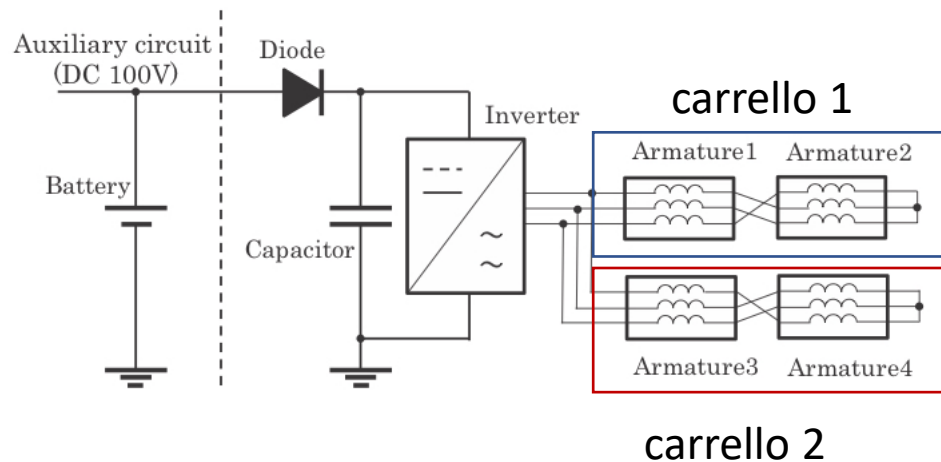 Auxiliary circuit
(DC 100V)
Diode
carrello 1
Inverter
Armature1
Armature2
Battery
Capacitor
Armature3
Armature4
carrello 2